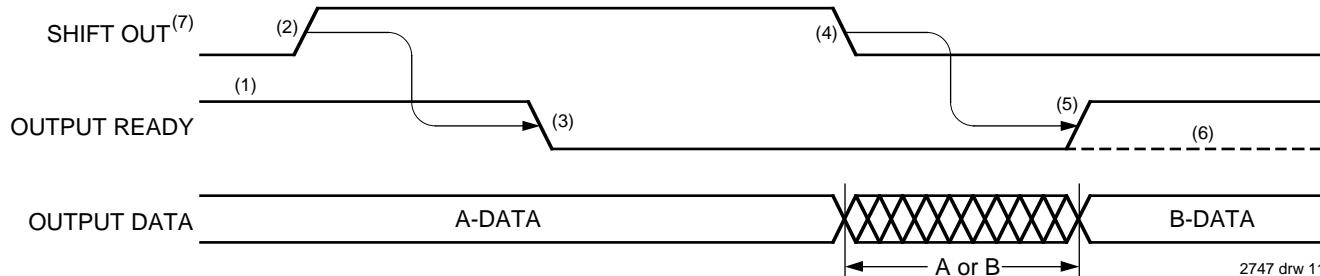 SHIFT OUT(7)
(2)
(4)
(1)
OUTPUT READY
(3)
(5)
(6)
OUTPUT DATA
A-DATA
B-DATA
A or B
2747 drw 11